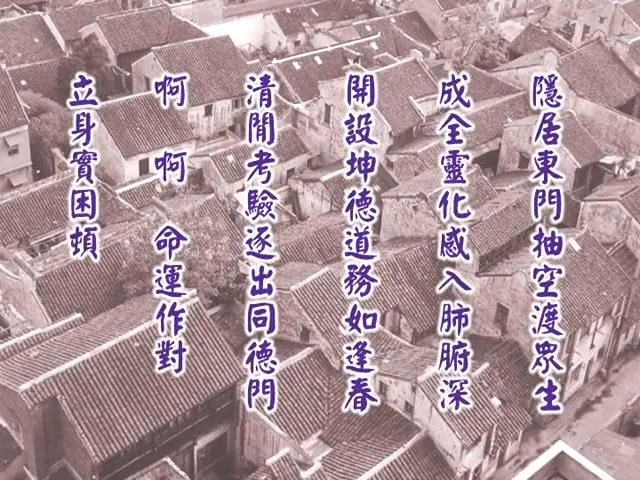 隱居東門抽空渡眾生
成全靈化感入肺腑深
開設坤德道務如逢春
清閒考驗逐出同德門
啊 啊 命運作對
立身實困頓